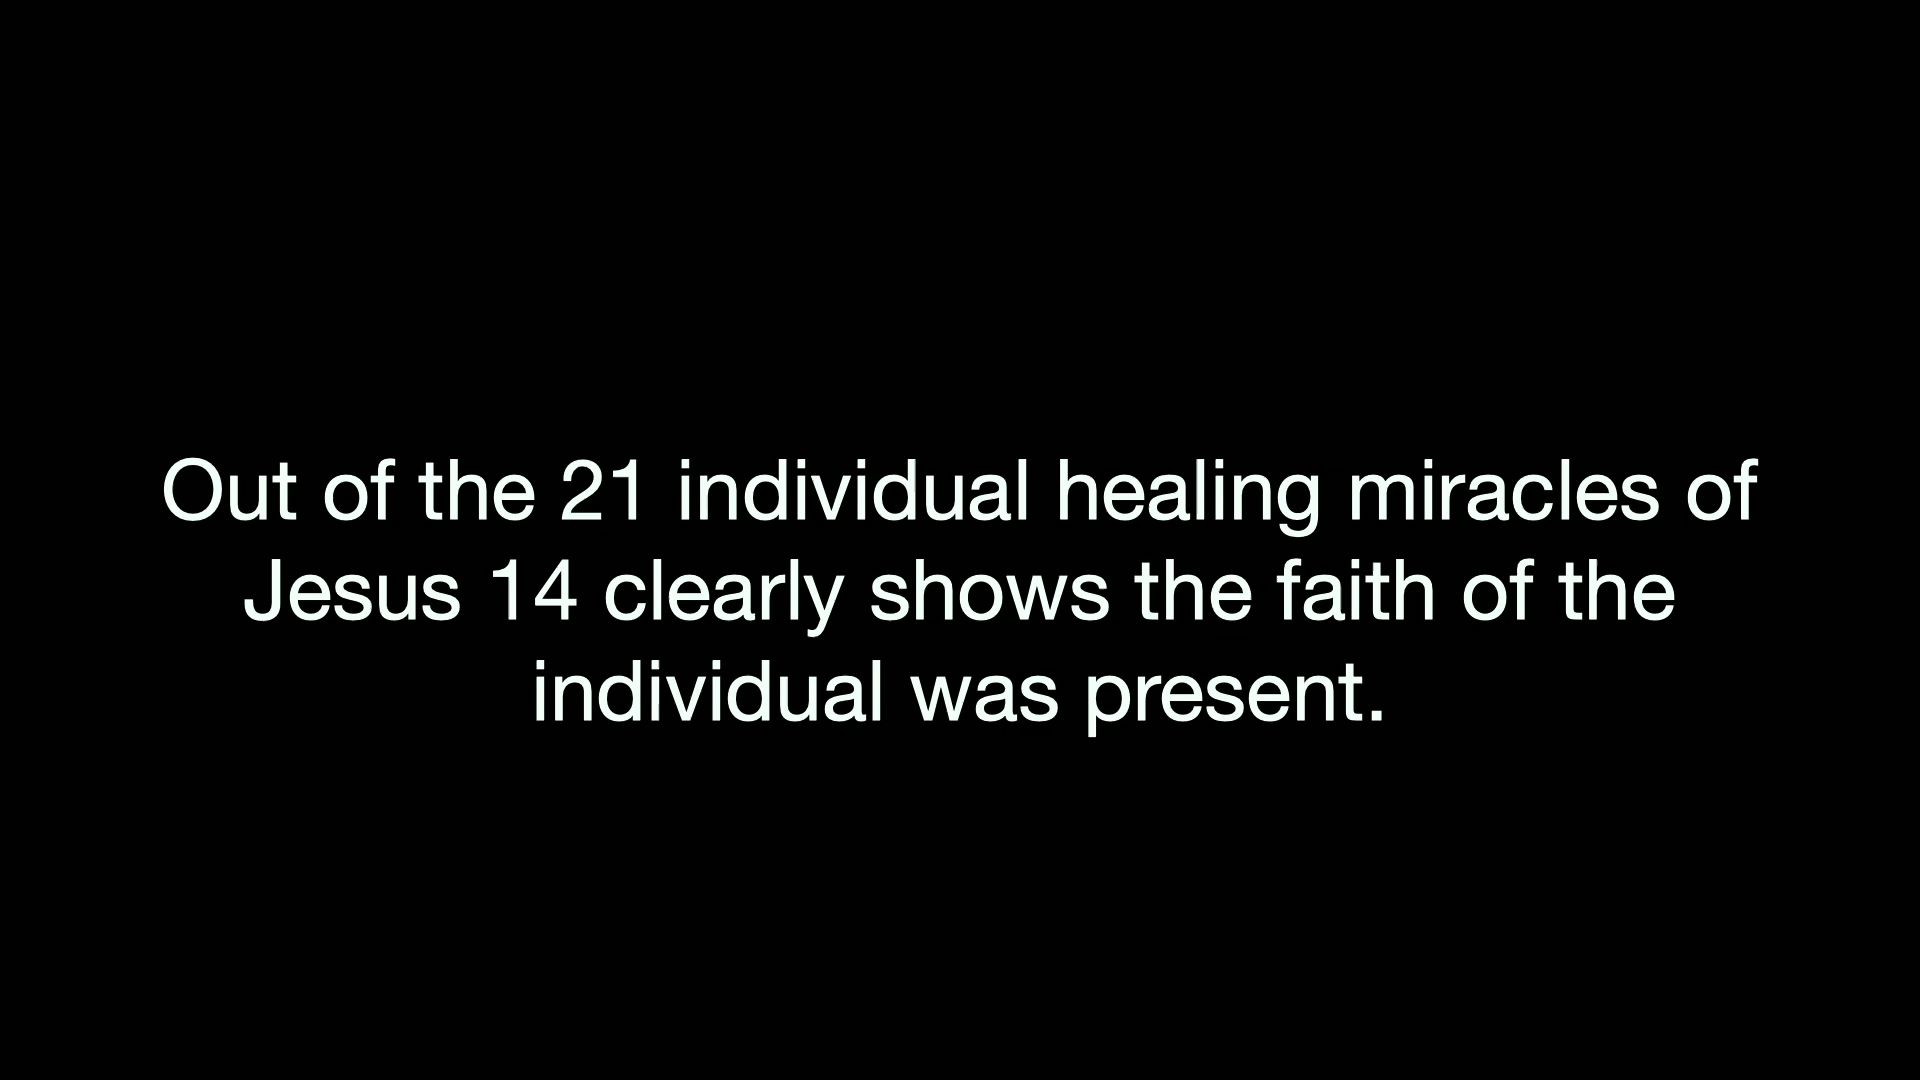 Out of the 21 individual healing miracles of
Jesus 14 clearly shows the faith of the
individual was present.